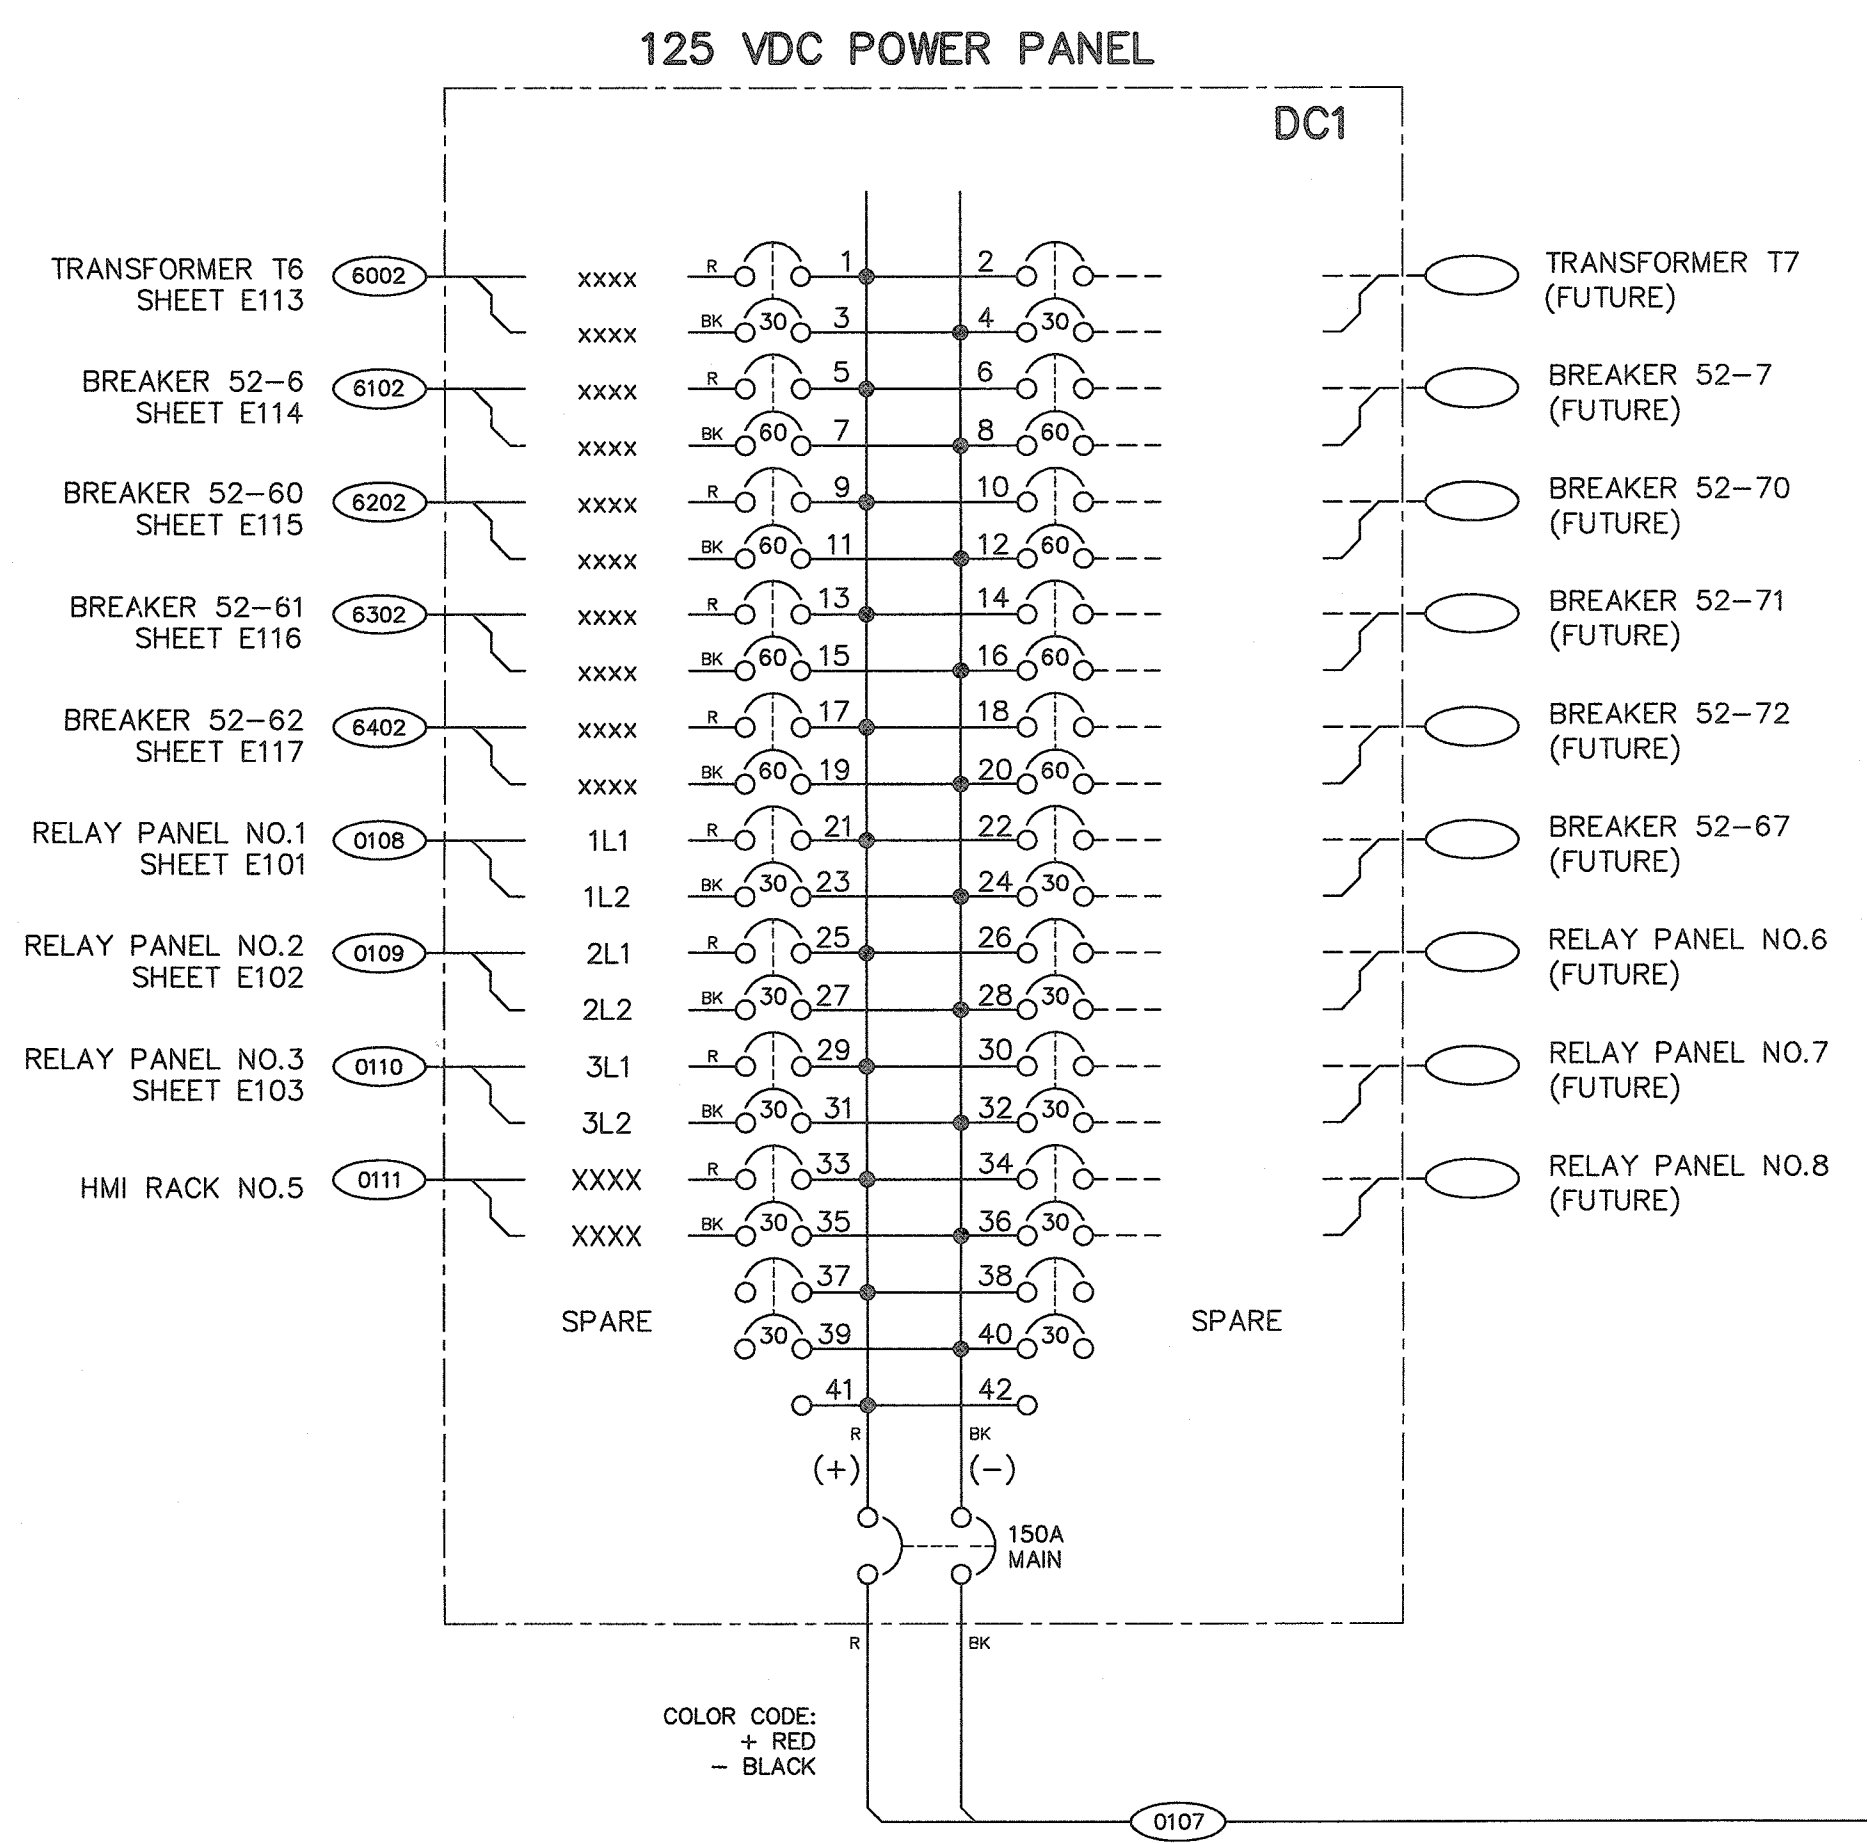 125 VDC POWER PANEL
DC1
TRANSFORMER T6
SHEET E113
6002
xxxx
R
1
2
TRANSFORMER T7
(FUTURE)
xxxx
BK
30
3
4
30
BREAKER 52-6
SHEET E114
6102
xxxx
R
5
6
BREAKER 52-7
(FUTURE)
xxxx
BK
60
7
8
60
BREAKER 52-60
SHEET E115
6202
xxxx
R
9
10
BREAKER 52-70
(FUTURE)
xxxx
BK
60
11
12
60
BREAKER 52-61
SHEET E116
6302
xxxx
R
13
14
BREAKER 52-71
(FUTURE)
xxxx
BK
60
15
16
60
BREAKER 52-62
SHEET E117
6402
xxxx
R
17
18
BREAKER 52-72
(FUTURE)
xxxx
BK
60
19
20
60
RELAY PANEL NO.1
SHEET E101
0108
1L1
R
21
22
BREAKER 52-67
(FUTURE)
1L2
BK
30
23
24
30
RELAY PANEL NO.2
SHEET E102
0109
2L1
R
25
26
RELAY PANEL NO.6
(FUTURE)
2L2
BK
30
27
28
30
RELAY PANEL NO.3
SHEET E103
0110
3L1
R
29
30
RELAY PANEL NO.7
(FUTURE)
3L2
BK
30
31
32
30
HMI RACK NO.5
0111
XXXX
R
33
34
RELAY PANEL NO.8
(FUTURE)
XXXX
BK
30
35
36
30
37
38
SPARE
SPARE
30
39
40
30
41
42
R
BK
(+)
(-)
150A
MAIN
R
BK
COLOR CODE:
+ RED
- BLACK
0107